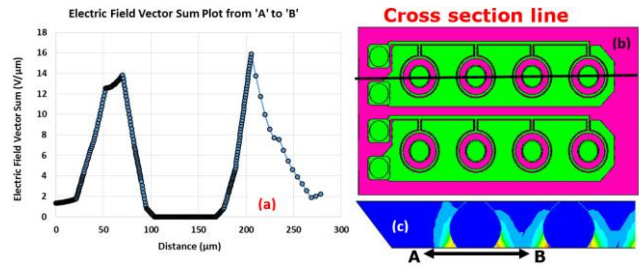 Electric Field Vector Sum Plot from 'A' to 'B'
Electric Field Vector Sum (V/µm)
18
16
14
12
10
8
6
4
2
0
0 50 100 150 200 250 300
Distance (µm)
(a)
Cross section line
(b)
(c)
A B